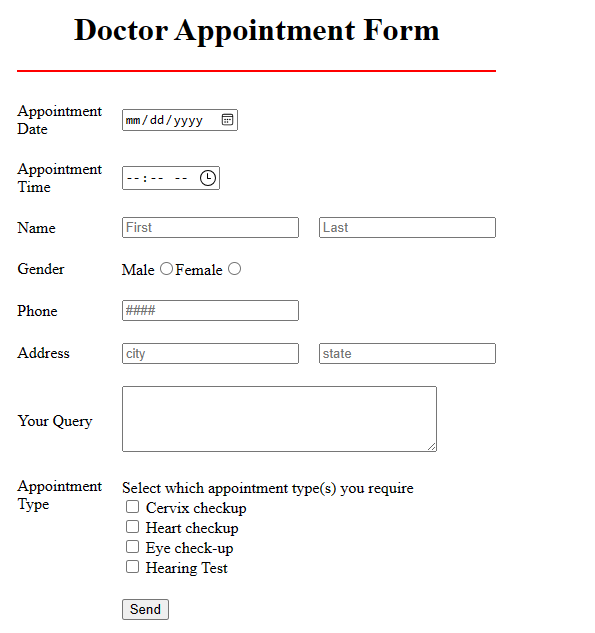 Doctor Appointment Form
Appointment
Date
mm/dd/yyyy
Appointment
Time
--:-- --
Name First Last
Gender Male Female
Phone ####
Address city state
Your Query
Appointment
Type
Select which appointment type(s) you require
Cervix checkup
Heart checkup
Eye check-up
Hearing Test
Send